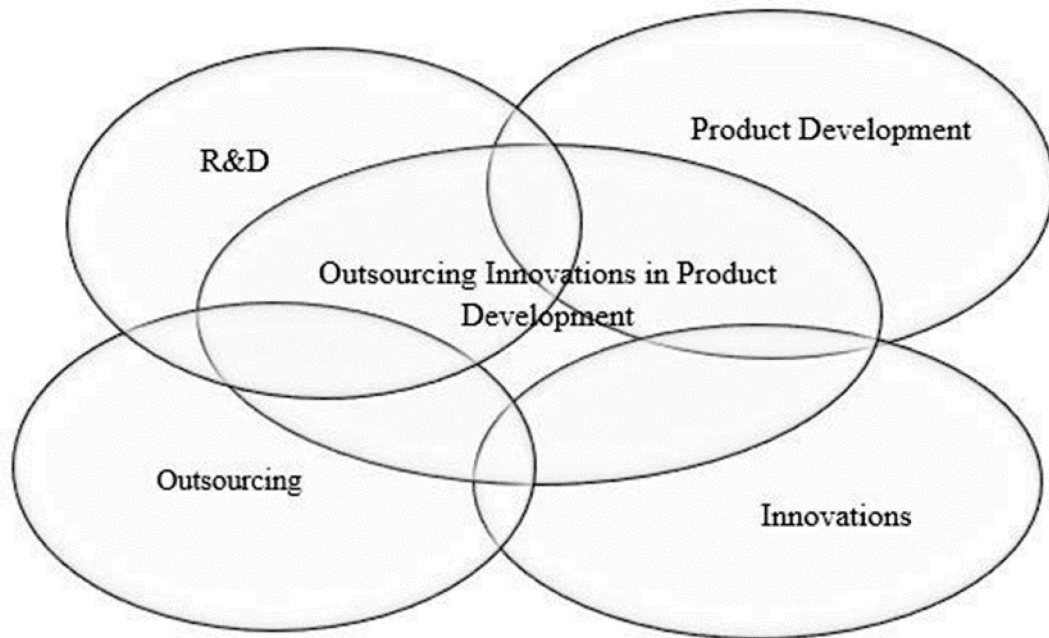 Product Development
R&D
Outsourcing Innovations in Product
Development
Outsourcing
Innovations